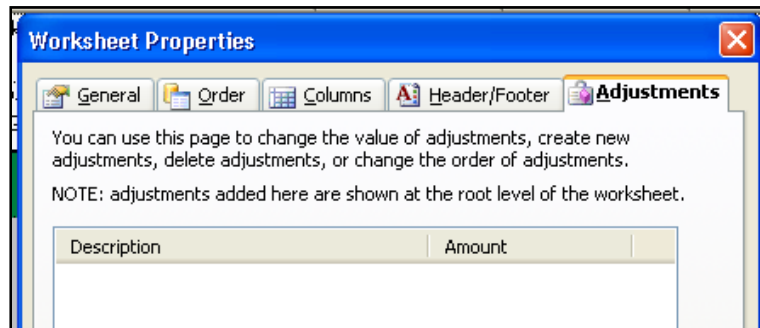 Worksheet Properties
General Order Columns Header/Footer Adjustments
You can use this page to change the value of adjustments, create new
adjustments, delete adjustments, or change the order of adjustments.
NOTE: adjustments added here are shown at the root level of the worksheet.
Description Amount